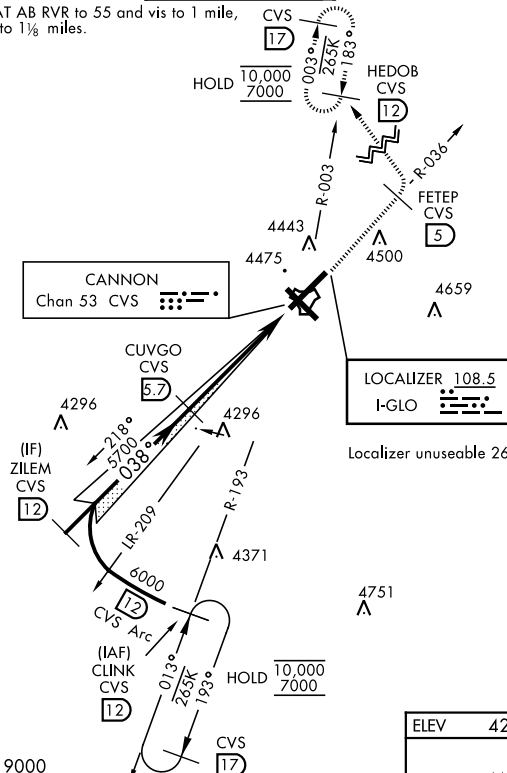 AT AB RVR to 55 and vis to 1 mile,
to 1⅛ miles.
CVS
17
003°
265K
183°
HOLD 10,000
7000
HEDOB
CVS
12
R-036
R-003
FETEP
CVS
5
4443
4500
4475
4659
CANNON
Chan 53 CVS
LOCALIZER 108.5
I-GLO
CUVGO
CVS
5.7
4296
4296
Localizer unuseable 26
218°
5700
038°
(IF)
ZILEM
CVS
12
R-193
LR-209
4371
6000
12
CVS Arc
4751
(IAF)
CLINK
CVS
12
013°
265K
193°
HOLD 10,000
7000
CVS
17
9000
ELEV 42